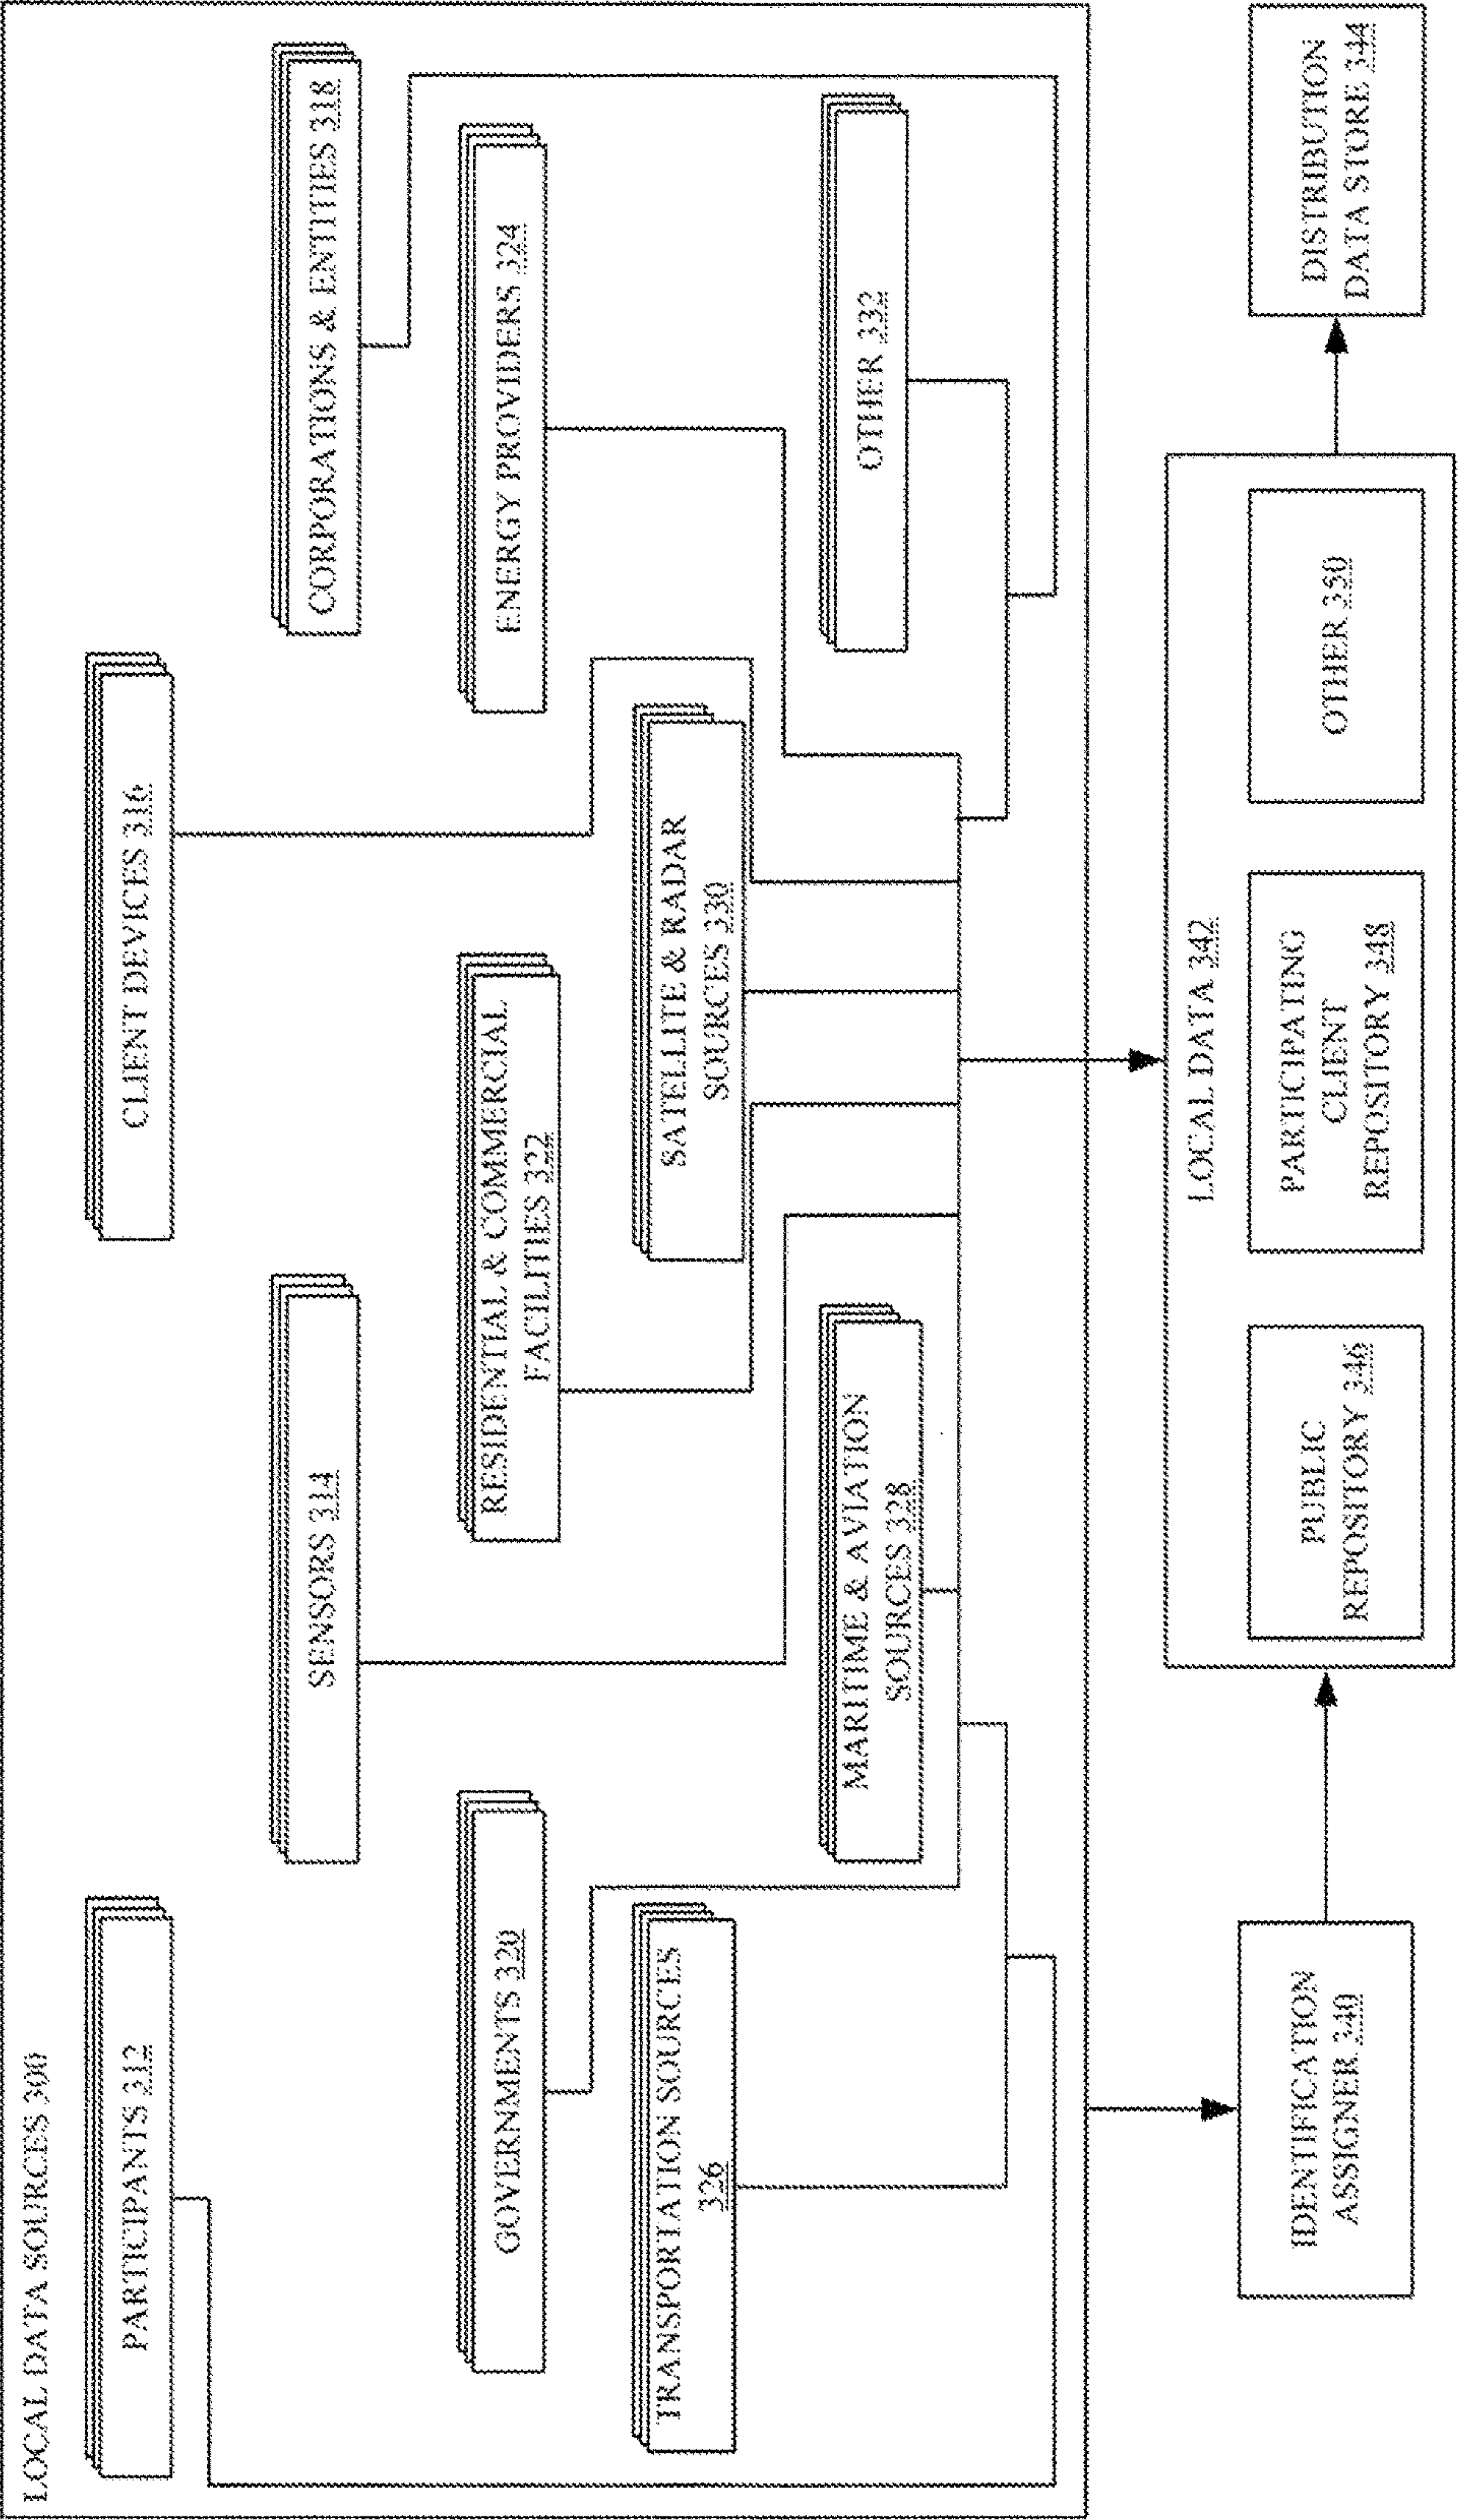 LOCAL DATA SOURCES 300
PARTICIPANTS 312
CLIENT DEVICES 316
SENSORS 314
CORPORATIONS & ENTITIES 318
GOVERNMENTS 320
RESIDENTIAL & COMMERCIAL
FACILITIES 322
ENERGY PROVIDERS 324
TRANSPORTATION SOURCES
326
SATELLITE & RADAR
SOURCES 330
MARITIME & AVIATION
SOURCES 328
OTHER 332
IDENTIFICATION
ASSIGNER 340
LOCAL DATA 342
PUBLIC
REPOSITORY 346
PARTICIPATING
CLIENT
REPOSITORY 348
OTHER 350
DISTRIBUTION
DATA STORE 344